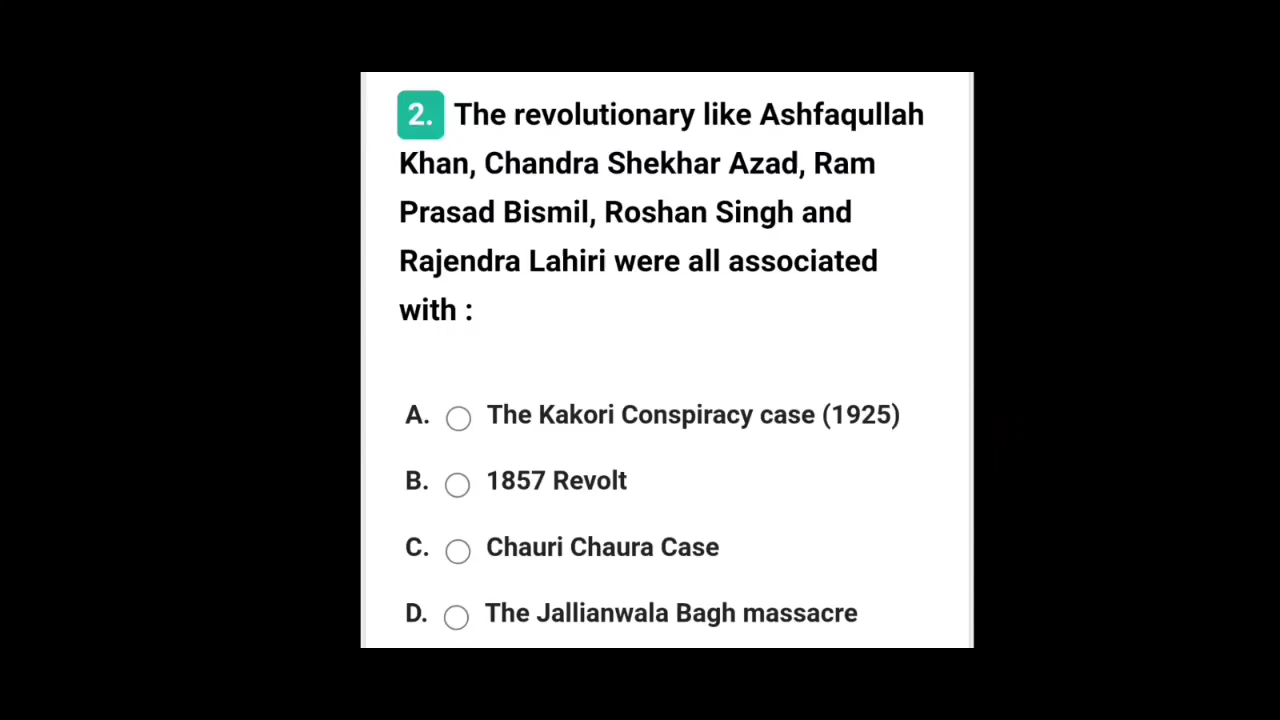 2. The revolutionary like Ashfaqullah
Khan, Chandra Shekhar Azad, Ram
Prasad Bismil, Roshan Singh and
Rajendra Lahiri were all associated
with :
A. The Kakori Conspiracy case (1925)
B. 1857 Revolt
C. Chauri Chaura Case
D. The Jallianwala Bagh massacre